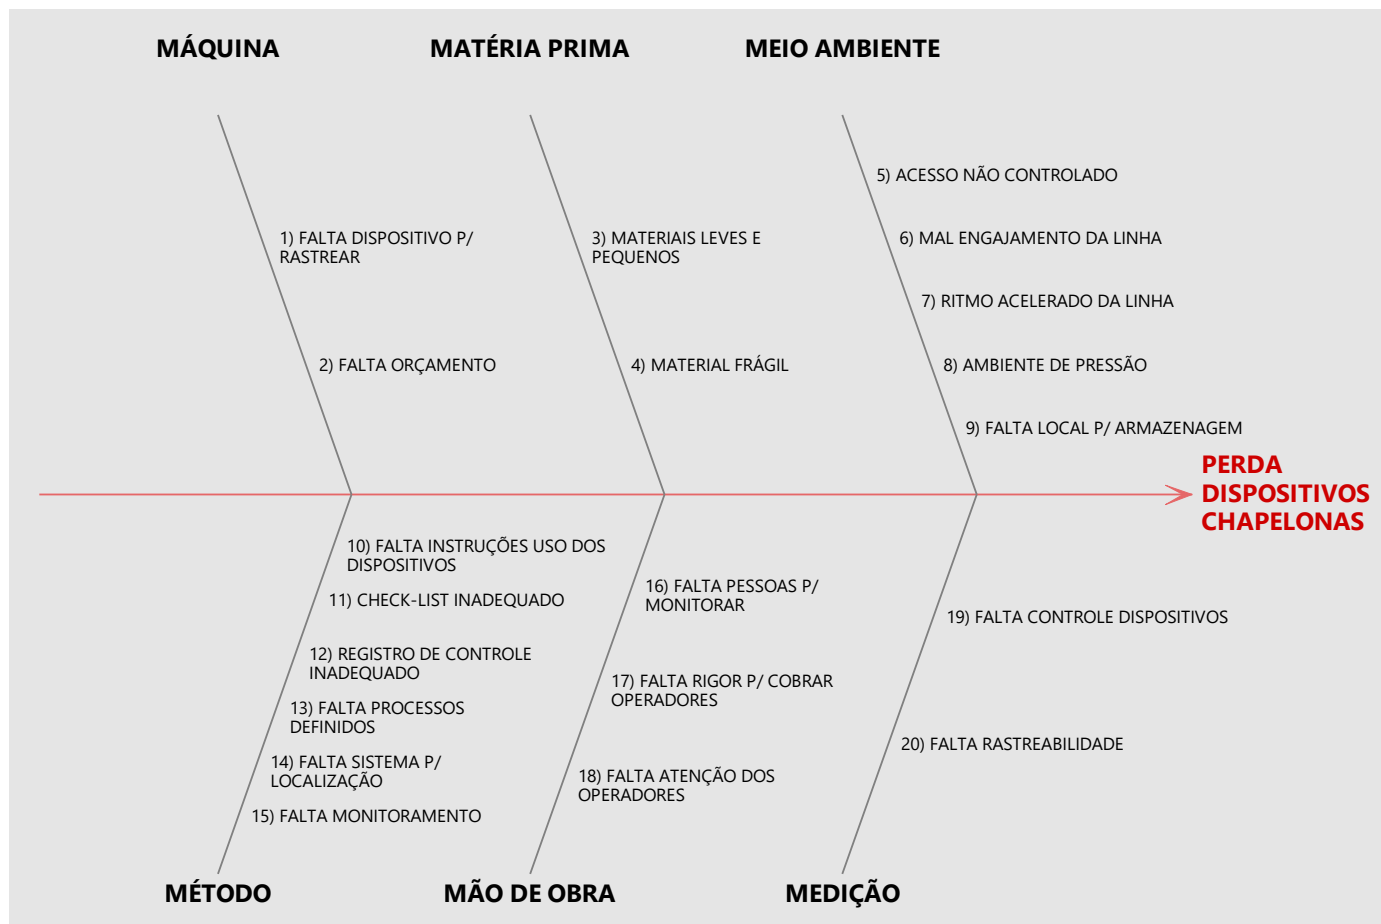 MÁQUINA
MATÉRIA PRIMA
MEIO AMBIENTE
1) FALTA DISPOSITIVO P/
RASTREAR
2) FALTA ORÇAMENTO
3) MATERIAIS LEVES E
PEQUENOS
4) MATERIAL FRÁGIL
5) ACESSO NÃO CONTROLADO
6) MAL ENGAJAMENTO DA LINHA
7) RITMO ACELERADO DA LINHA
8) AMBIENTE DE PRESSÃO
9) FALTA LOCAL P/ ARMAZENAGEM
PERDA
DISPOSITIVOS
CHAPELONAS
10) FALTA INSTRUÇÕES USO DOS
DISPOSITIVOS
11) CHECK-LIST INADEQUADO
12) REGISTRO DE CONTROLE
INADEQUADO
13) FALTA PROCESSOS
DEFINIDOS
14) FALTA SISTEMA P/
LOCALIZAÇÃO
15) FALTA MONITORAMENTO
16) FALTA PESSOAS P/
MONITORAR
17) FALTA RIGOR P/ COBRAR
OPERADORES
18) FALTA ATENÇÃO DOS
OPERADORES
19) FALTA CONTROLE DISPOSITIVOS
20) FALTA RASTREABILIDADE
MÉTODO
MÃO DE OBRA
MEDIÇÃO